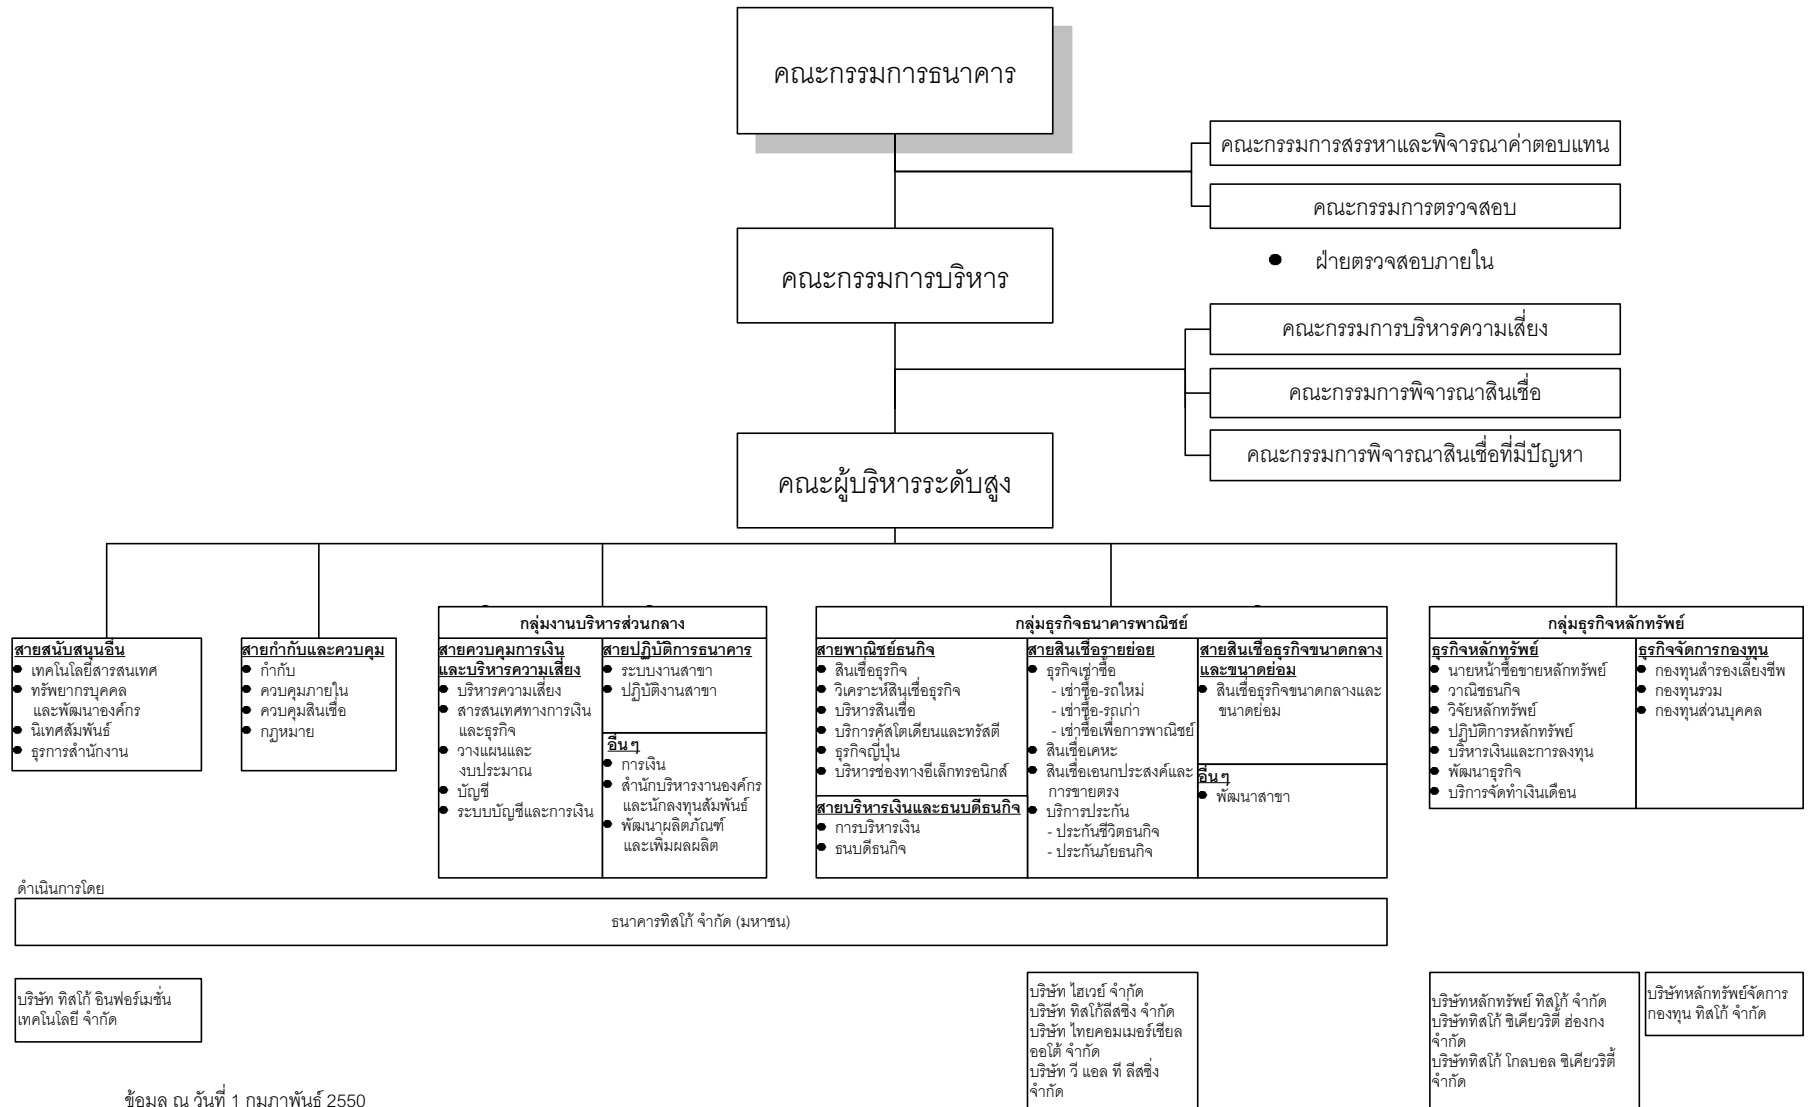 คณะกรรมการธนาคาร
คณะกรรมการสรรหาและพิจารณาค่าตอบแทน
คณะกรรมการตรวจสอบ
● ฝ่ายตรวจสอบภายใน
คณะกรรมการบริหาร
คณะกรรมการบริหารความเสี่ยง
คณะกรรมการพิจารณาสินเชื่อ
คณะกรรมการพิจารณาสินเชื่อที่มีปัญหา
คณะผู้บริหารระดับสูง
สายสนับสนุนอื่น
● เทคโนโลยีสารสนเทศ
● ทรัพยากรบุคคล
และพัฒนาองค์กร
● นิเทศสัมพันธ์
● ธุรการสำนักงาน
สายกำกับและควบคุม
● กำกับ
● ควบคุมภายใน
● ควบคุมสินเชื่อ
● กฎหมาย
กลุ่มงานบริหารส่วนกลาง
สายควบคุมการเงิน
และบริหารความเสี่ยง
● บริหารความเสี่ยง
● สารสนเทศทางการเงิน
และธุรกิจ
● วางแผนและ
งบประมาณ
● บัญชี
● ระบบบัญชีและการเงิน
สายปฏิบัติการธนาคาร
● ระบบงานสาขา
● ปฏิบัติงานสาขา
อื่นๆ
● การเงิน
● สำนักบริหารงานองค์กร
และนักลงทุนสัมพันธ์
● พัฒนาผลิตภัณฑ์
และเพิ่มผลผลิต
กลุ่มธุรกิจธนาคารพาณิชย์
สายพาณิชย์ธนกิจ
● สินเชื่อธุรกิจ
● วิเคราะห์สินเชื่อธุรกิจ
● บริหารสินเชื่อ
● บริการคัสโตเดียนและทรัสตี
● ธุรกิจญี่ปุ่น
● บริหารช่องทางอีเล็กทรอนิกส์
สายบริหารเงินและธนบดีธนกิจ
● การบริหารเงิน
● ธนบดีธนกิจ
สายสินเชื่อรายย่อย
● ธุรกิจเช่าซื้อ
- เช่าซื้อ-รถใหม่
- เช่าซื้อ-รถเก่า
- เช่าซื้อเพื่อการพาณิชย์
● สินเชื่อเคหะ
● สินเชื่อเอนกประสงค์และ
การขายตรง
● บริการประกัน
- ประกันชีวิตธนกิจ
- ประกันภัยธนกิจ
สายสินเชื่อธุรกิจขนาดกลาง
และขนาดย่อม
● สินเชื่อธุรกิจขนาดกลางและ
ขนาดย่อม
อื่นๆ
● พัฒนาสาขา
กลุ่มธุรกิจหลักทรัพย์
ธุรกิจหลักทรัพย์
● นายหน้าซื้อขายหลักทรัพย์
● วาณิชธนกิจ
● วิจัยหลักทรัพย์
● ปฏิบัติการหลักทรัพย์
● บริหารเงินและการลงทุน
● พัฒนาธุรกิจ
● บริการจัดทำเงินเดือน
ธุรกิจจัดการกองทุน
● กองทุนสำรองเลี้ยงชีพ
● กองทุนรวม
● กองทุนส่วนบุคคล
ดำเนินการโดย
ธนาคารทิสโก้ จำกัด (มหาชน)
บริษัท ทิสโก้ อินฟอร์เมชั่น
เทคโนโลยี จำกัด
บริษัท ไฮเวย์ จำกัด
บริษัท ทิสโก้ลีสซิ่ง จำกัด
บริษัท ไทยคอมเมอร์เชียล
ออโต้ จำกัด
บริษัท วี แอล ที ลีสซิ่ง
จำกัด
บริษัทหลักทรัพย์ ทิสโก้ จำกัด
บริษัททิสโก้ ซิเคียวริตี้ ฮ่องกง
จำกัด
บริษัททิสโก้ โกลบอล ซิเคียวริตี้
จำกัด
บริษัทหลักทรัพย์จัดการ
กองทุน ทิสโก้ จำกัด
ข้อมูล ณ วันที่ 1 กุมภาพันธ์ 2550